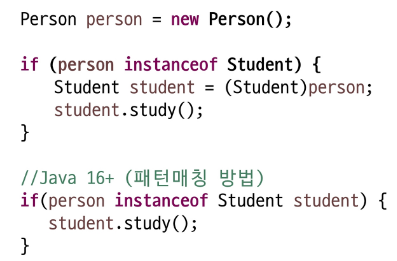 Person person = new Person();
if (person instanceof Student) {
Student student = (Student)person;
student.study();
}
//Java 16+ (패턴매칭 방법)
if(person instanceof Student student) {
student.study();
}